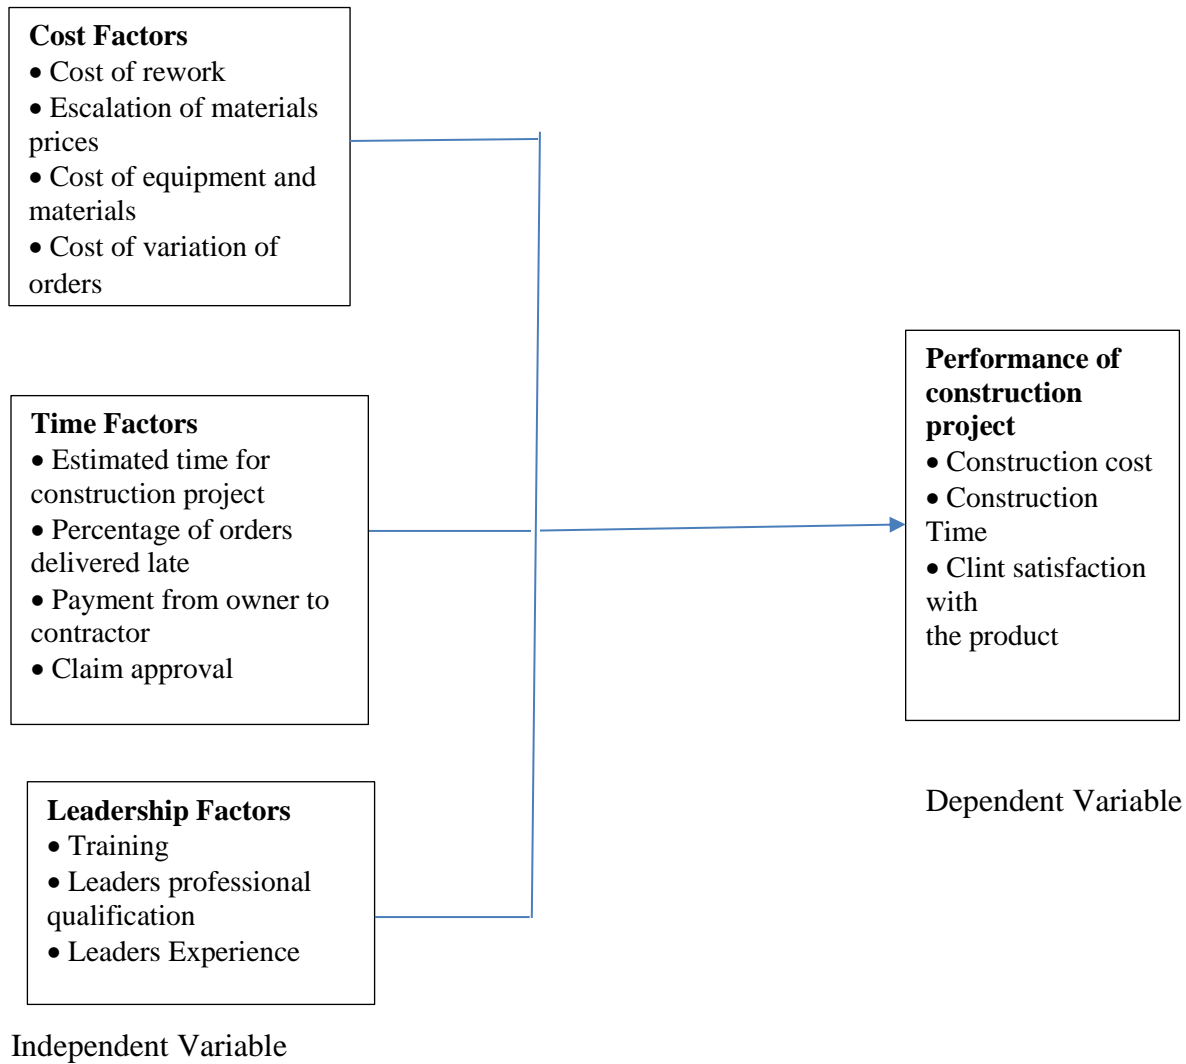 Cost Factors
• Cost of rework
• Escalation of materials
prices
• Cost of equipment and
materials
• Cost of variation of
orders
Time Factors
• Estimated time for
construction project
• Percentage of orders
delivered late
• Payment from owner to
contractor
• Claim approval
Leadership Factors
• Training
• Leaders professional
qualification
• Leaders Experience
Independent Variable
Performance of
construction
project
• Construction cost
• Construction
Time
• Clint satisfaction
with
the product
Dependent Variable